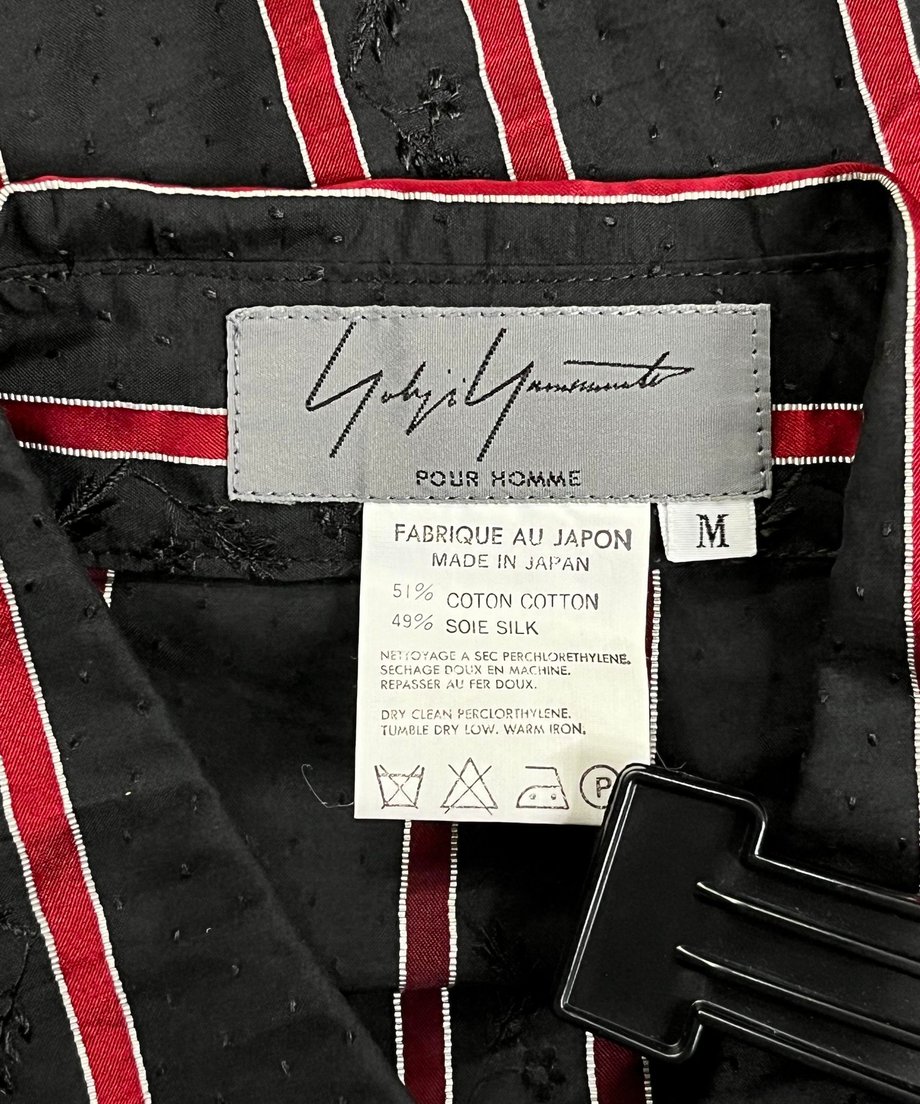 Yohji Yamamoto
POUR HOMME
M
FABRIQUE AU JAPON
MADE IN JAPAN
51% COTON COTTON
49% SOIE SILK
NETTOYAGE A SEC PERCHLORETHYLENE.
SECHAGE DOUX EN MACHINE.
REPASSER AU FER DOUX.
DRY CLEAN PERCLORTHYLENE.
TUMBLE DRY LOW. WARM IRON.
P